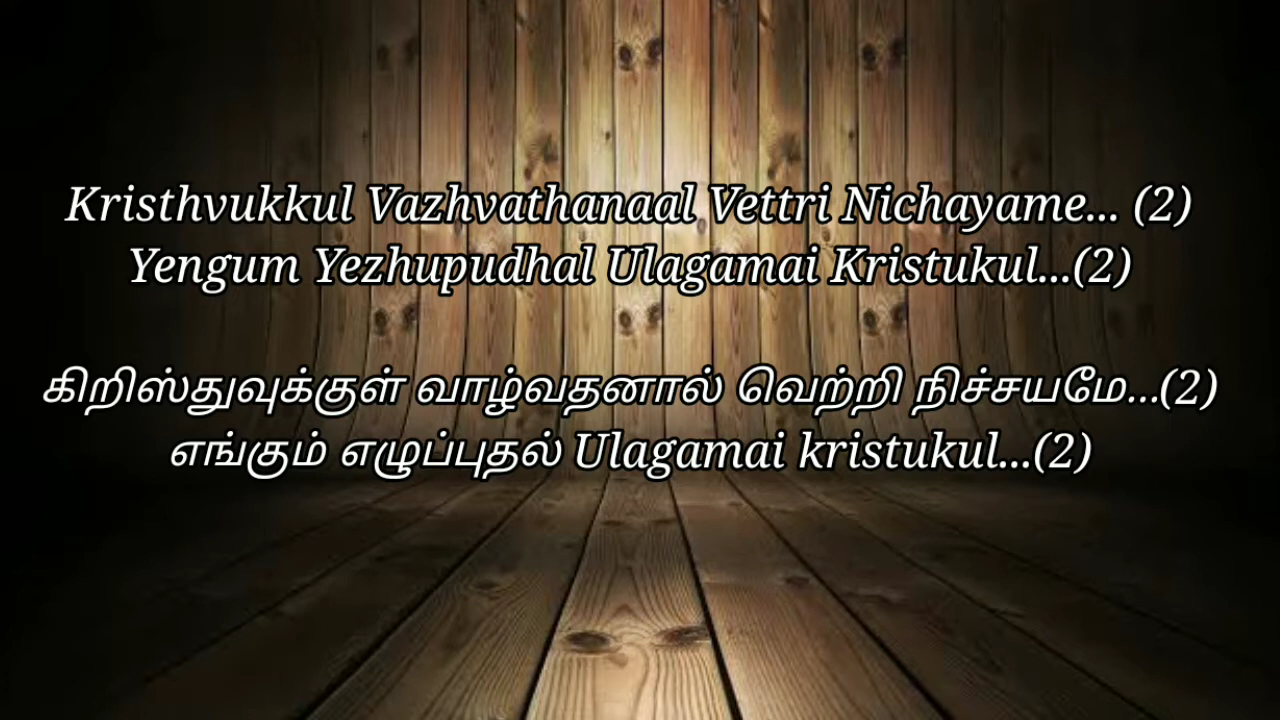 Kristhvukkul Vazhvathanaal Vettri Nichayame... (2)
Yengum Yezhupudhal Ulagamai Kristukul...(2)
கிறிஸ்துவுக்குள் வாழ்வதனால் வெற்றி நிச்சயமே...(2)
எங்கும் எழுப்புதல் Ulagamai kristukul...(2)